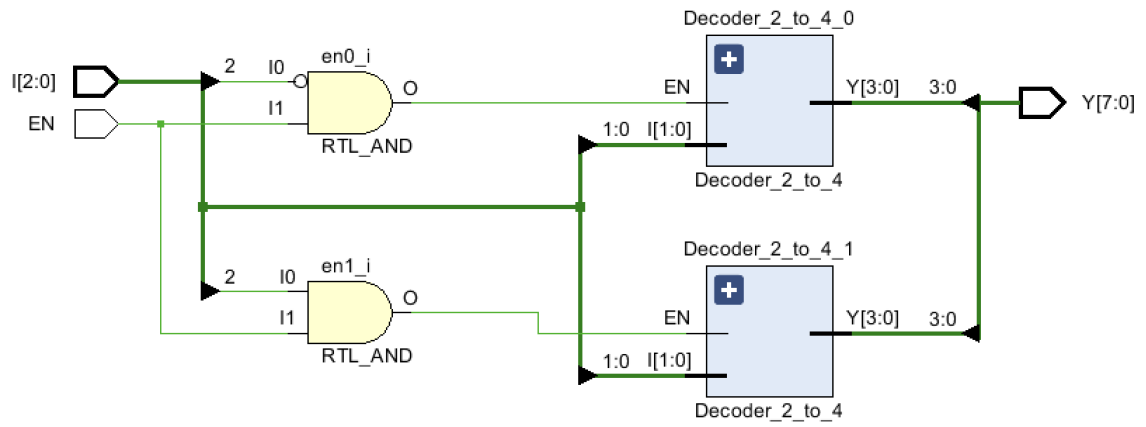 Decoder_2_to_4_0
en0_i
I[2:0]
2
I0
I1
O
RTL_AND
EN
EN
Y[3:0]
3:0
Y[7:0]
1:0
I[1:0]
Decoder_2_to_4
Decoder_2_to_4_1
en1_i
2
I0
I1
O
RTL_AND
EN
Y[3:0]
3:0
1:0
I[1:0]
Decoder_2_to_4